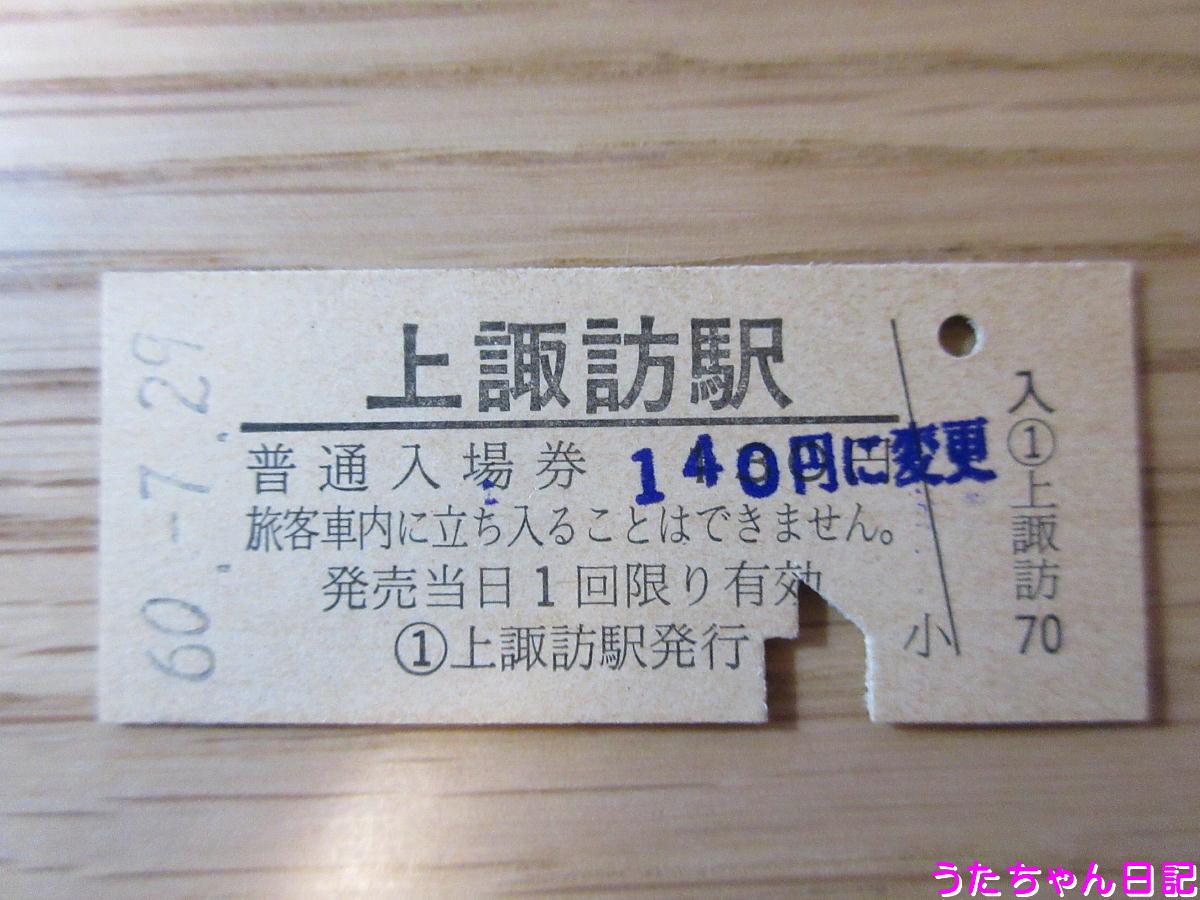 上諏訪駅
普通入場券 140円に変更
旅客車内に立ち入ることはできません。
発売当日1回限り有効
①上諏訪駅発行
小
入①上諏訪70
60.-7.29
うたちゃん日記